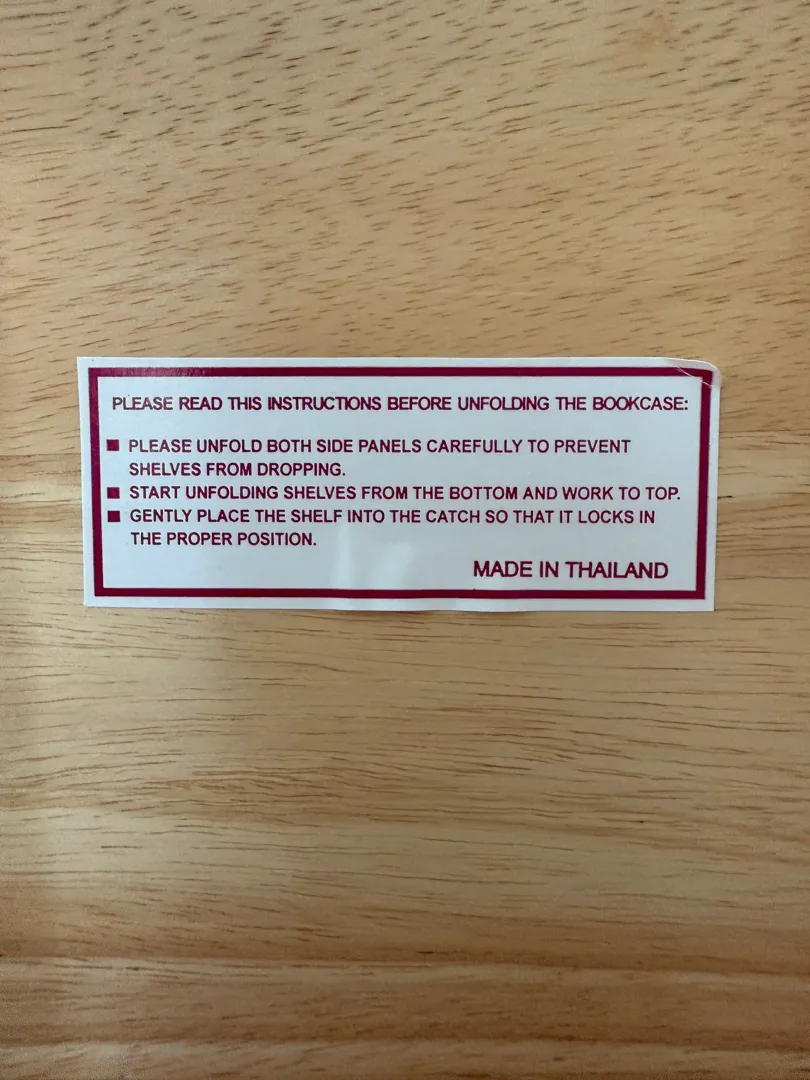 PLEASE READ THIS INSTRUCTIONS BEFORE UNFOLDING THE BOOKCASE:
■ PLEASE UNFOLD BOTH SIDE PANELS CAREFULLY TO PREVENT
SHELVES FROM DROPPING.
■ START UNFOLDING SHELVES FROM THE BOTTOM AND WORK TO TOP.
■ GENTLY PLACE THE SHELF INTO THE CATCH SO THAT IT LOCKS IN
THE PROPER POSITION.
MADE IN THAILAND